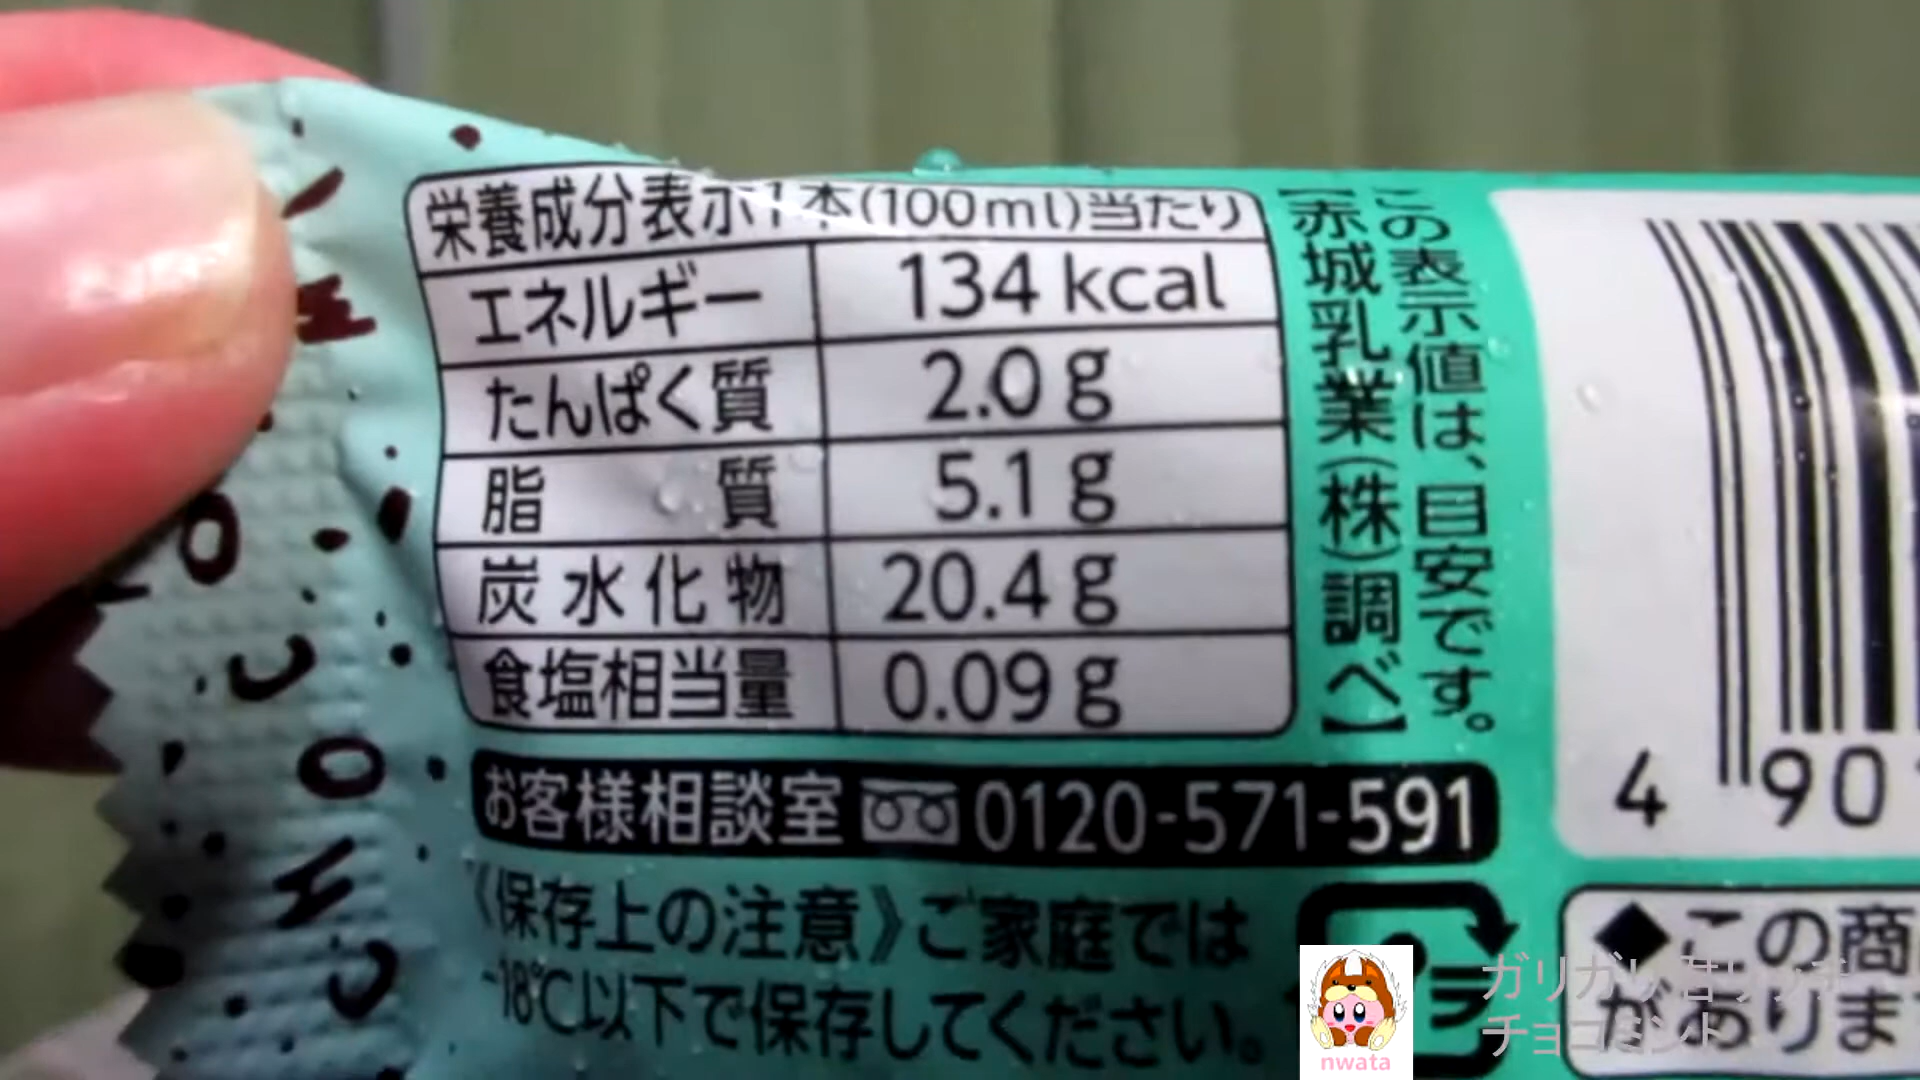 栄養成分表示1本(100ml)当たり
エネルギー 134 kcal
たんぱく質 2.0 g
脂質 5.1 g
炭水化物 20.4 g
食塩相当量 0.09 g
この表示値は、目安です。
【赤城乳業(株)調べ】
お客様相談室 0120-571-591
《保存上の注意》ご家庭では
-18℃以下で保存してください。
4 90
◆この商
がありま
ガリガリ君リッチ
チョコミント
nwata